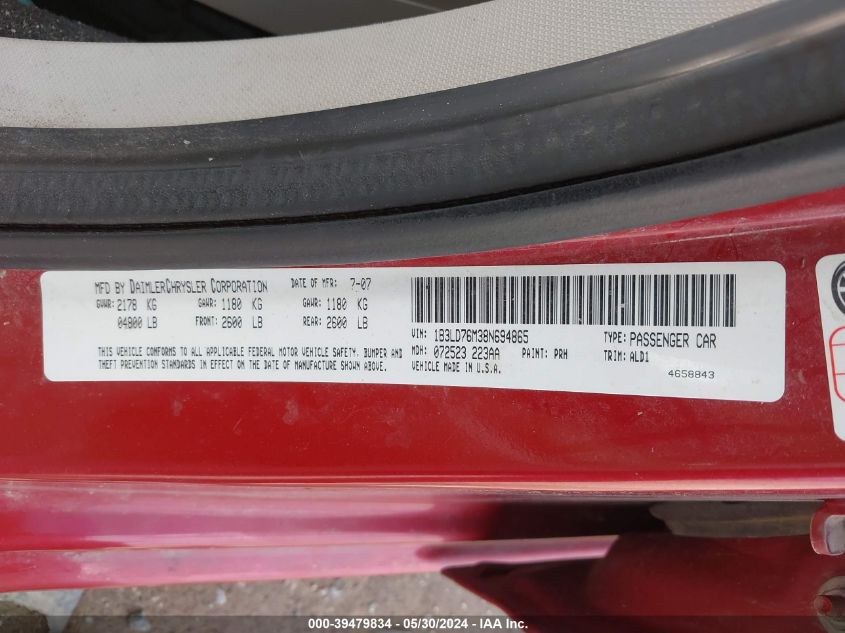 MFD BY DAIMLERCHRYSLER CORPORATION DATE OF MFR: 7-07
GVWR: 2178 KG GAWR: 1180 KG GAWR: 1180 KG
04800 LB FRONT: 2600 LB REAR: 2600 LB
THIS VEHICLE CONFORMS TO ALL APPLICABLE FEDERAL MOTOR VEHICLE SAFETY, BUMPER AND
THEFT PREVENTION STANDARDS IN EFFECT ON THE DATE OF MANUFACTURE SHOWN ABOVE.
VIN: 1B3LD76M38N694865 TYPE: PASSENGER CAR
MDH: 072523 223AA PAINT: PRH TRIM: ALD1
VEHICLE MADE IN U.S.A. 4658843
000-39479834 - 05/30/2024 - IAA Inc.